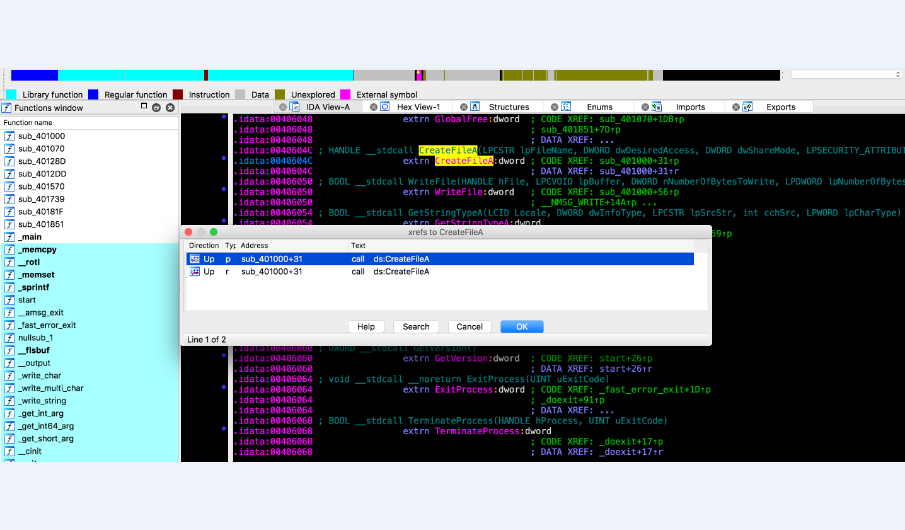 Library function Regular function Instruction Data Unexplored External symbol
Functions window
IDA View-A Hex View-1 Structures Enums Imports Exports
Function name
sub_401000
sub_401070
sub_40128D
sub_4012DD
sub_401570
sub_401739
sub_40181F
sub_401851
_main
_memcpy
__rotl
_memset
_sprintf
start
__amsg_exit
_fast_error_exit
nullsub_1
__flsbuf
__output
_write_char
_write_multi_char
_write_string
_get_int_arg
_get_int64_arg
_get_short_arg
__cinit
.idata:00406048 extrn GlobalFree:dword ; CODE XREF: sub_401070+1DB↑p
.idata:00406048 ; sub_401851+7D↑p
.idata:00406048 ; DATA XREF: ...
.idata:0040604C ; HANDLE __stdcall CreateFileA(LPCSTR lpFileName, DWORD dwDesiredAccess, DWORD dwShareMode, LPSECURITY_ATTRIBUT
.idata:0040604C extrn CreateFileA:dword ; CODE XREF: sub_401000+31↑p
.idata:0040604C ; DATA XREF: sub_401000+31↑r
.idata:00406050 ; BOOL __stdcall WriteFile(HANDLE hFile, LPCVOID lpBuffer, DWORD nNumberOfBytesToWrite, LPDWORD lpNumberOfBytes
.idata:00406050 extrn WriteFile:dword ; CODE XREF: sub_401000+56↑p
.idata:00406050 ; __NMSG_WRITE+14A↑p ...
.idata:00406054 ; BOOL __stdcall GetStringTypeA(LCID Locale, DWORD dwInfoType, LPCSTR lpSrcStr, int cchSrc, LPWORD lpCharType)
.idata:00406054 extrn GetStringTypeA:dword
59↑p
xrefs to CreateFileA
Direction Typ Address Text
Up p sub_401000+31 call ds:CreateFileA
Up r sub_401000+31 call ds:CreateFileA
Help Search Cancel OK
Line 1 of 2
.idata:00406060 ; DWORD __stdcall GetVersion()
.idata:00406060 extrn GetVersion:dword ; CODE XREF: start+26↑p
.idata:00406060 ; DATA XREF: start+26↑r
.idata:00406064 ; void __stdcall __noreturn ExitProcess(UINT uExitCode)
.idata:00406064 extrn ExitProcess:dword ; CODE XREF: _fast_error_exit+1D↑p
.idata:00406064 ; _doexit+91↑p
.idata:00406064 ; DATA XREF: ...
.idata:00406068 ; BOOL __stdcall TerminateProcess(HANDLE hProcess, UINT uExitCode)
.idata:00406068 extrn TerminateProcess:dword
.idata:00406068 ; CODE XREF: _doexit+17↑p
.idata:00406068 ; DATA XREF: _doexit+17↑r